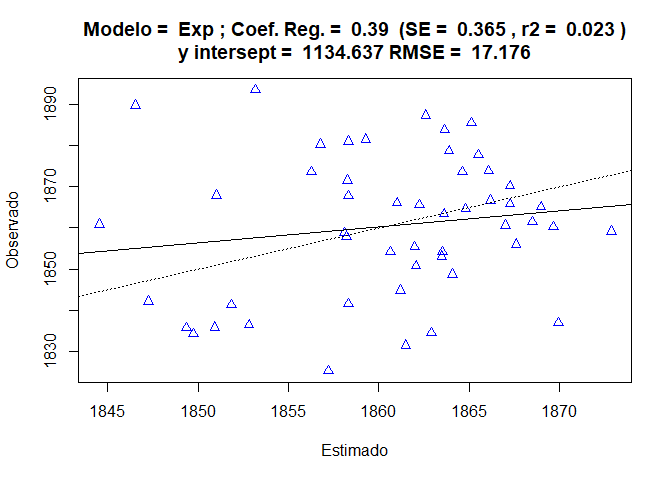 Modelo = Exp ; Coef. Reg. = 0.39 (SE = 0.365 , r2 = 0.023 )
y intersept = 1134.637 RMSE = 17.176
1890
1870
1850
1830
Observado
1845 1850 1855 1860 1865 1870
Estimado